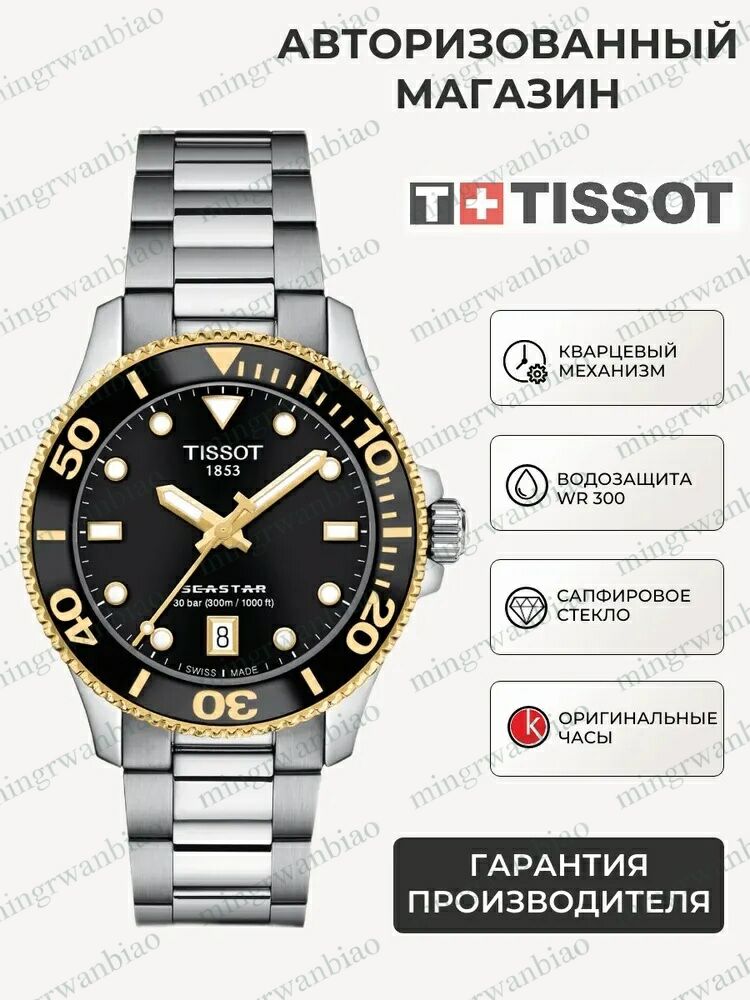 АВТОРИЗОВАННЫЙ
МАГАЗИН
T+TISSOT
КВАРЦЕВЫЙ
МЕХАНИЗМ
ВОДОЗАЩИТА
WR 300
САПФИРОВОЕ
СТЕКЛО
k
ОРИГИНАЛЬНЫЕ
ЧАСЫ
ГАРАНТИЯ
ПРОИЗВОДИТЕЛЯ
TISSOT
1853
SEASTAR
30 bar (300m / 1000 ft)
8
SWISS MADE
10
20
30
40
50
mingrwanbiao